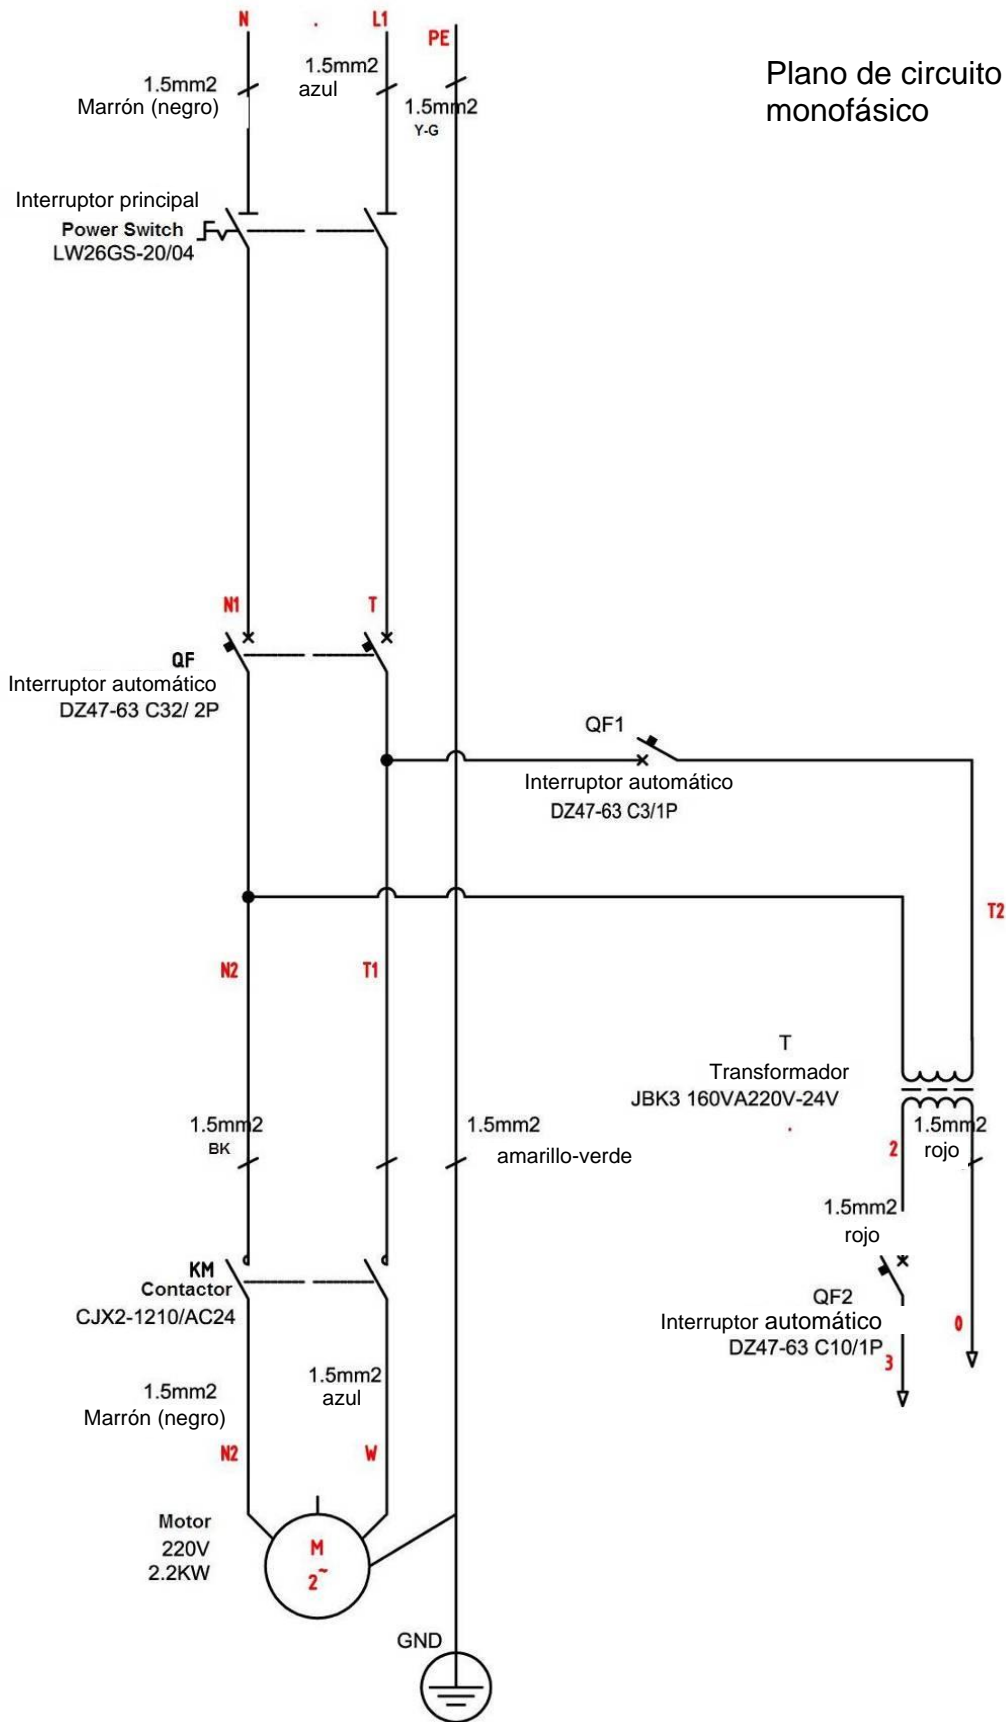 N
L1
PE
Plano de circuito
monofásico
1.5mm2
Marrón (negro)
1.5mm2
azul
1.5mm2
Y-G
Interruptor principal
Power Switch
LW26GS-20/04
N1
T
QF
Interruptor automático
DZ47-63 C32/ 2P
QF1
Interruptor automático
DZ47-63 C3/1P
T2
N2
T1
T
Transformador
JBK3 160VA220V-24V
1.5mm2
BK
1.5mm2
amarillo-verde
1.5mm2
rojo
2
1.5mm2
rojo
KM
Contactor
CJX2-1210/AC24
QF2
Interruptor automático
DZ47-63 C10/1P
0
3
1.5mm2
Marrón (negro)
1.5mm2
azul
N2
W
Motor
220V
2.2KW
M
2~
GND